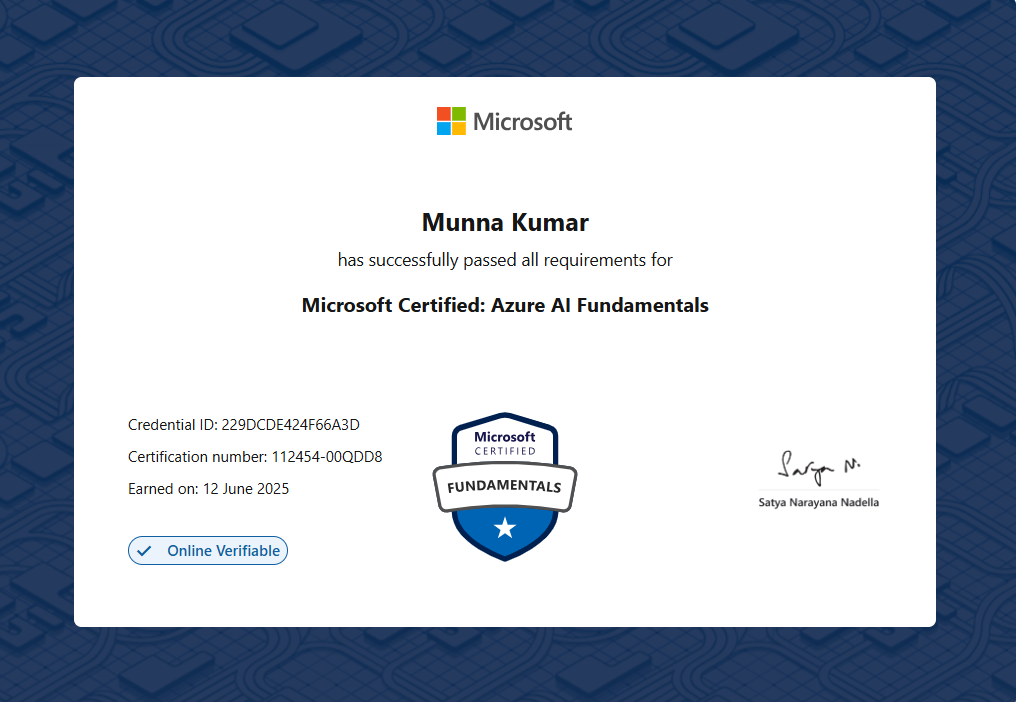 Microsoft
Munna Kumar
has successfully passed all requirements for
Microsoft Certified: Azure AI Fundamentals
Credential ID: 229DCDE424F66A3D
Certification number: 112454-00QDD8
Earned on: 12 June 2025
Online Verifiable
Microsoft
CERTIFIED
FUNDAMENTALS
Satya N.
Satya Narayana Nadella